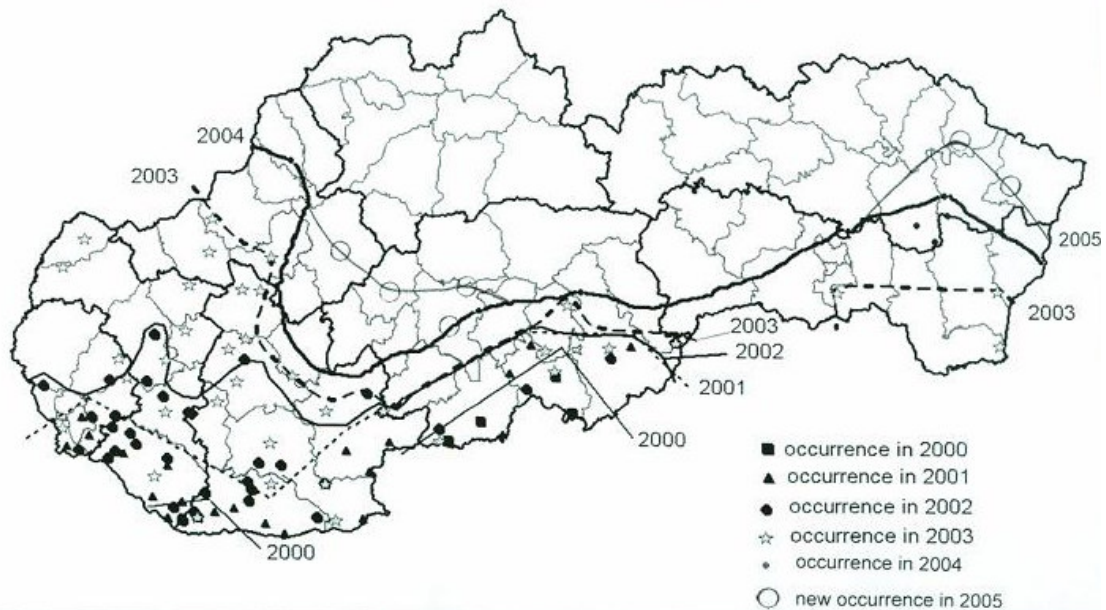 2004
2003
2005
2003
2003
2002
2001
2000
2000
occurrence in 2000
occurrence in 2001
occurrence in 2002
occurrence in 2003
occurrence in 2004
new occurrence in 2005